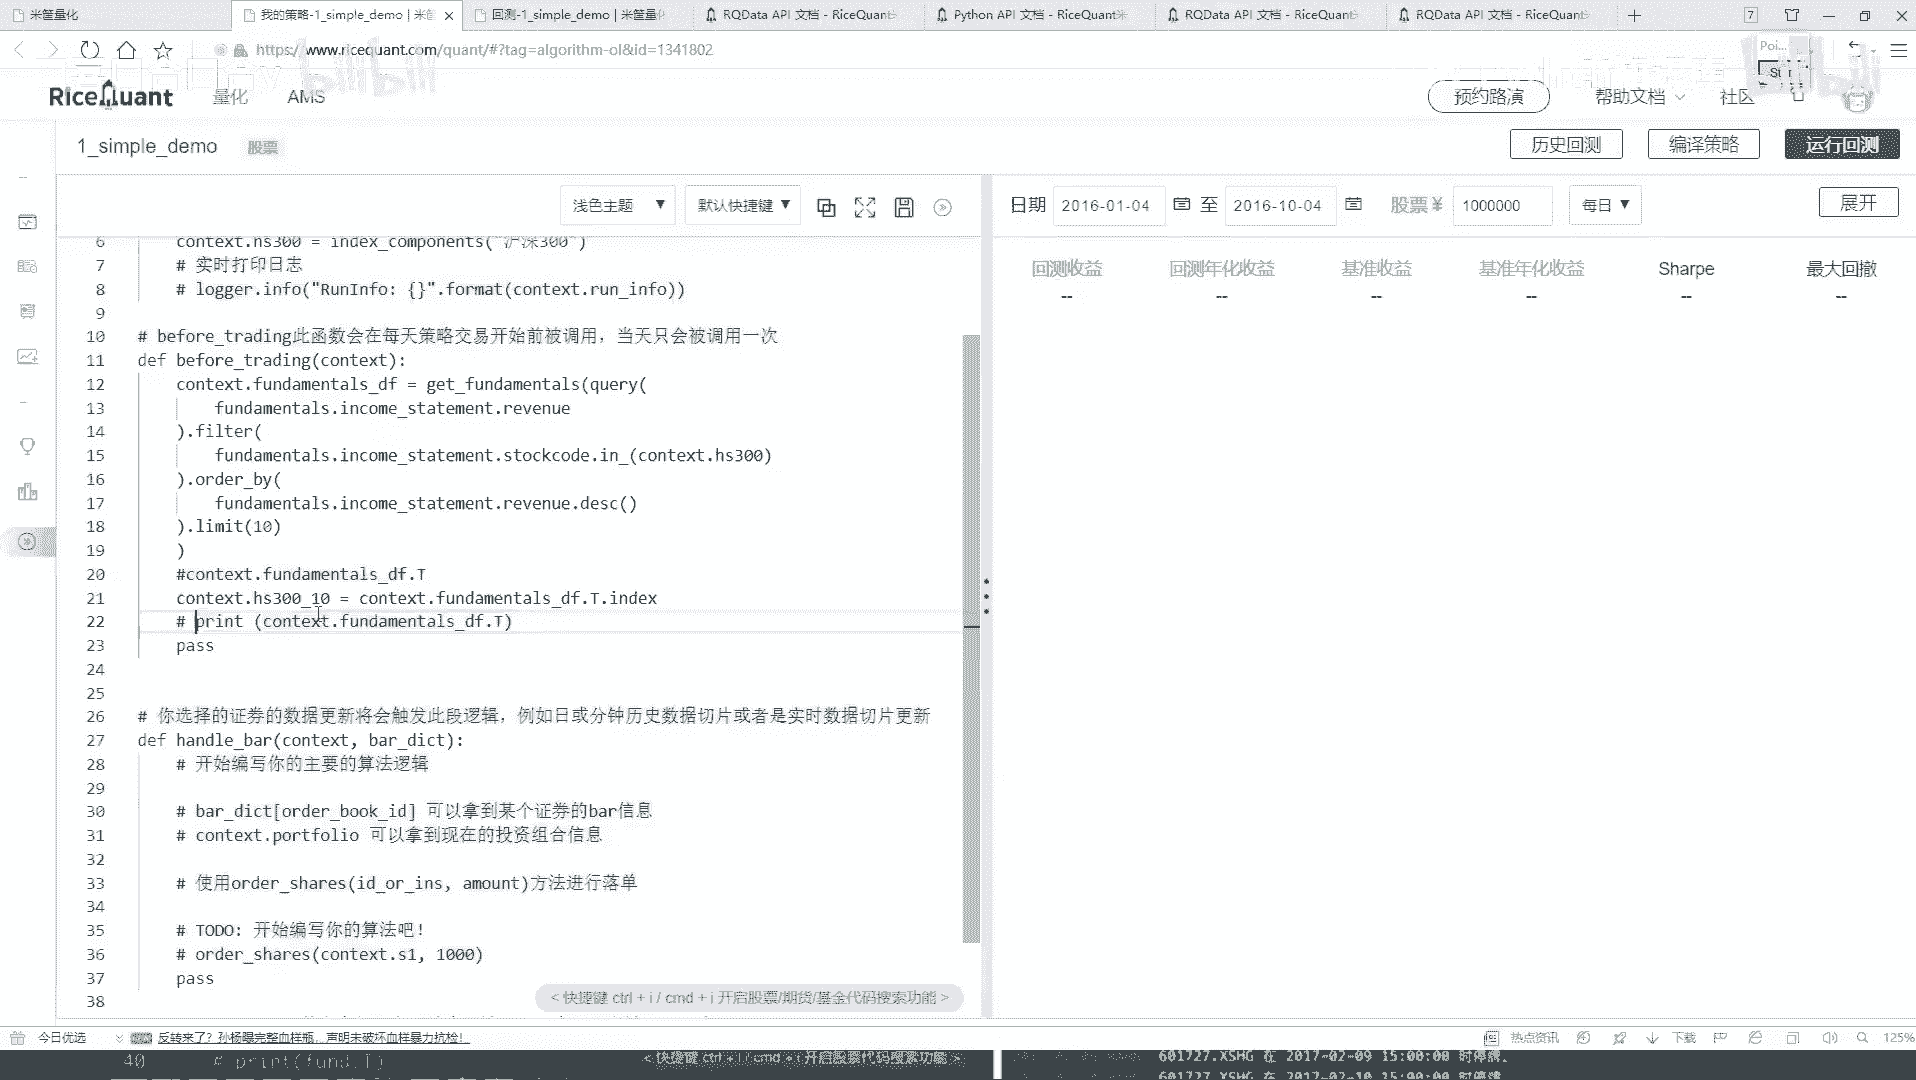 米筐量化
我的策略-1_simple_demo | 米筐
回测-1_simple_demo | 米筐量化
RQData API 文档 - RiceQuant
Python API 文档 - RiceQuant米
RQData API 文档 - RiceQuant
RQData API 文档 - RiceQuant
7
https://www.ricequant.com/quant/#?tag=algorithm-ol&id=1341802
Poi...
RiceQuant
量化
AMS
预约路演
帮助文档
社区
1_simple_demo
股票
历史回测
编译策略
运行回测
浅色主题
默认快捷键
日期 2016-01-04 至 2016-10-04 股票 ¥ 1000000 每日
展开
6 context.hs300 = index_components("沪深300")
7 # 实时打印日志
8 # logger.info("RunInfo: {}".format(context.run_info))
9
10 # before_trading此函数会在每天策略交易开始前被调用，当天只会被调用一次
11 def before_trading(context):
12 context.fundamentals_df = get_fundamentals(query(
13 fundamentals.income_statement.revenue
14 ).filter(
15 fundamentals.income_statement.stockcode.in_(context.hs300)
16 ).order_by(
17 fundamentals.income_statement.revenue.desc()
18 ).limit(10)
19 )
20 #context.fundamentals_df.T
21 context.hs300_10 = context.fundamentals_df.T.index
22 # print (context.fundamentals_df.T)
23 pass
24
25
26 # 你选择的证券的数据更新将会触发此段逻辑，例如日或分钟历史数据切片或者是实时数据切片更新
27 def handle_bar(context, bar_dict):
28 # 开始编写你的主要的算法逻辑
29
30 # bar_dict[order_book_id] 可以拿到某个证券的bar信息
31 # context.portfolio 可以拿到现在的投资组合信息
32
33 # 使用order_shares(id_or_ins, amount)方法进行落单
34
35 # TODO: 开始编写你的算法吧！
36 # order_shares(context.s1, 1000)
37 pass
38
< 快捷键 ctrl + i / cmd + i 开启股票/期货/基金代码搜索功能 >
回测收益
回测年化收益
基准收益
基准年化收益
Sharpe
最大回撤
--
--
--
--
--
--
今日优选
反转来了？孙杨曝完整血样瓶，声明未破坏血样暴力抗检！
热点资讯
下载
125%
40 # print(fund.T)
< 快捷键 ctrl + i / cmd + i 开启股票代码搜索功能 >
601727.XSHG 在 2017-02-09 15:00:00 时停牌。
601727.XSHG 在 2017-02-10 15:00:00 时停牌。